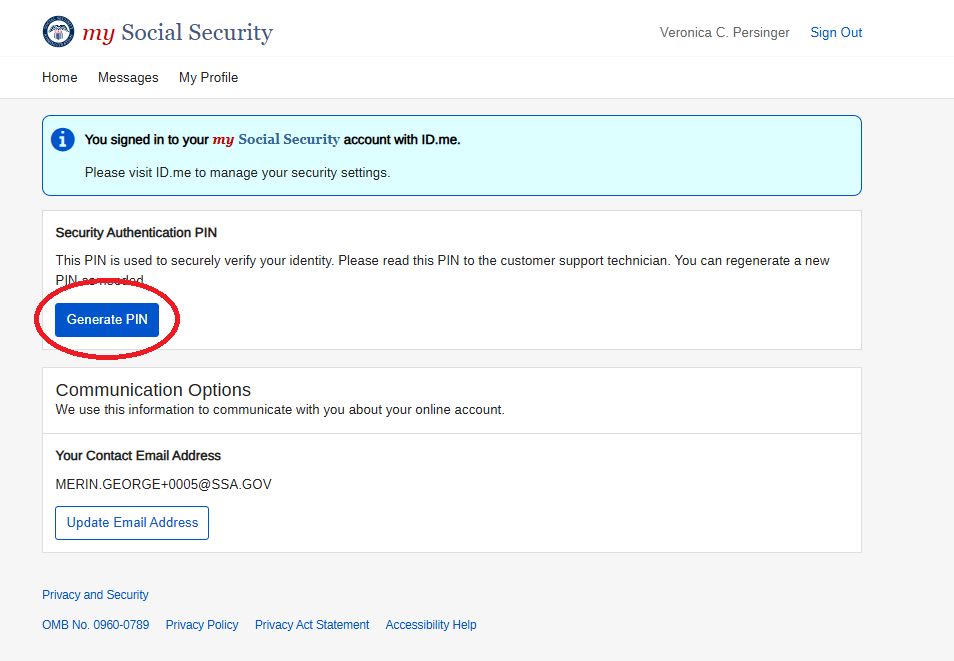 my Social Security
Veronica C. Persinger Sign Out
Home Messages My Profile
You signed in to your my Social Security account with ID.me.
Please visit ID.me to manage your security settings.
Security Authentication PIN
This PIN is used to securely verify your identity. Please read this PIN to the customer support technician. You can regenerate a new
PIN as needed.
Generate PIN
Communication Options
We use this information to communicate with you about your online account.
Your Contact Email Address
MERIN.GEORGE+0005@SSA.GOV
Update Email Address
Privacy and Security
OMB No. 0960-0789 Privacy Policy Privacy Act Statement Accessibility Help